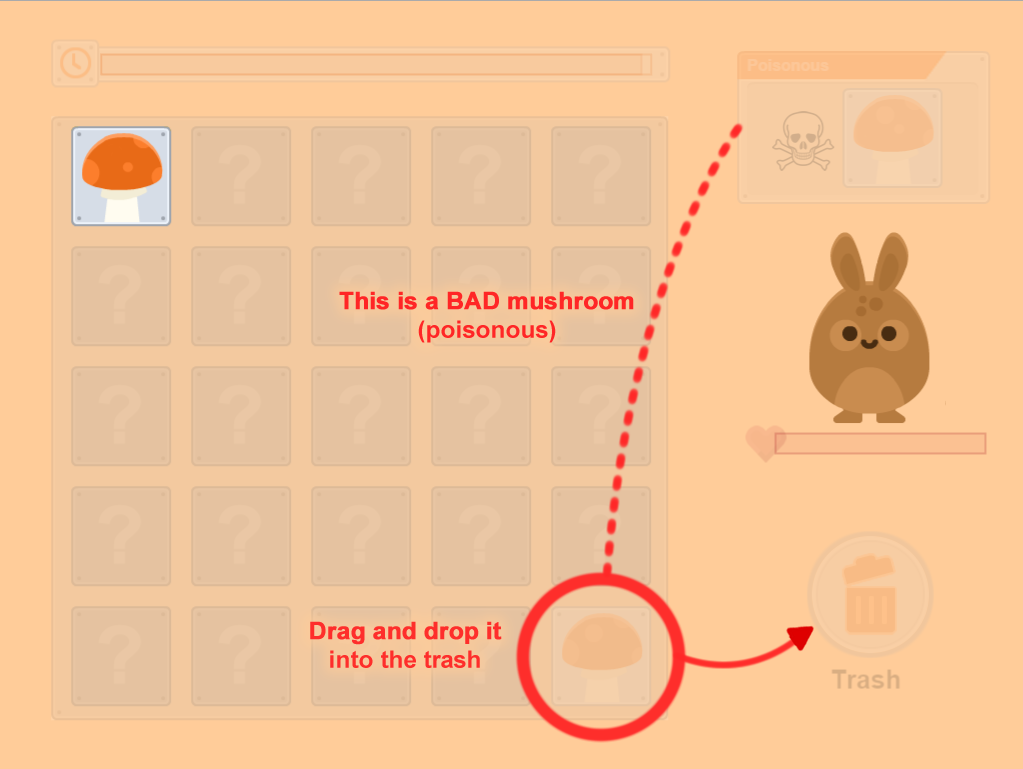 Poisonous
? ? ? ?
? ? ? ? ?
This is a BAD mushroom
(poisonous)
? ? ? ? ?
? ? ? ? ?
? ? ? ?
Drag and drop it
into the trash
Trash